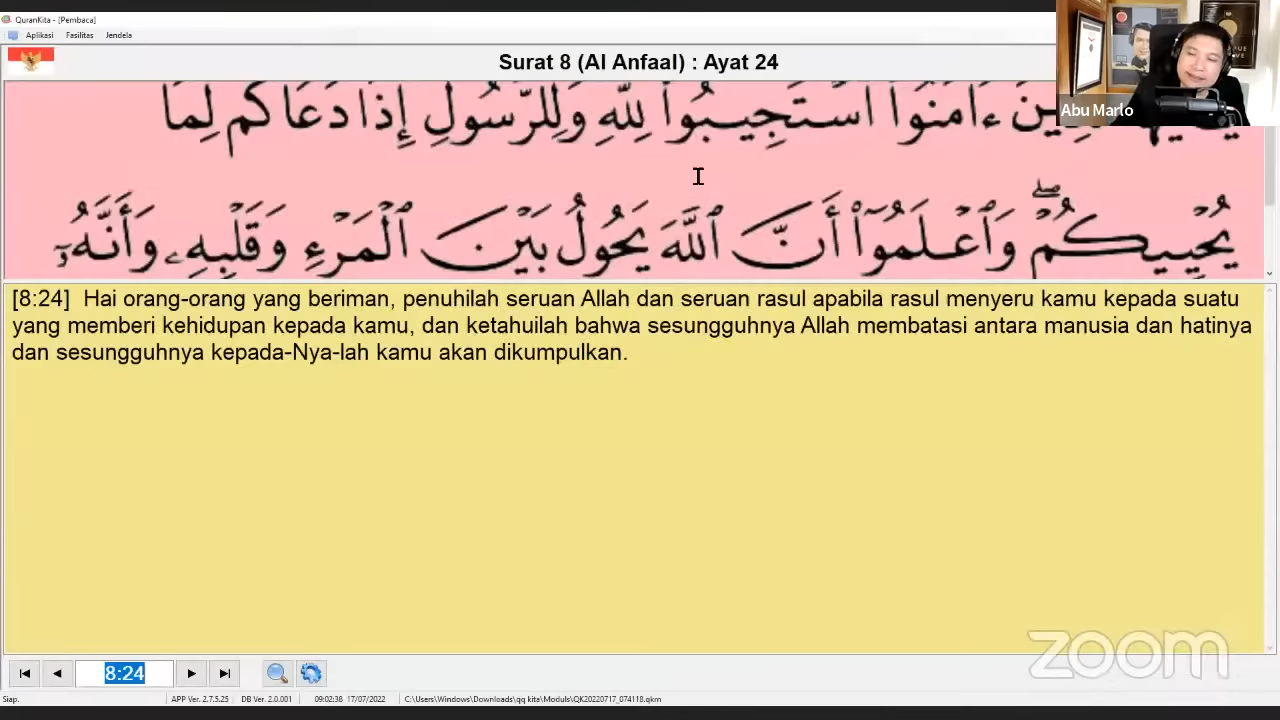 QuranKita - [Pembaca]
Aplikasi Fasilitas Jendela
Surat 8 (Al Anfaal) : Ayat 24
Abu Marlo
ءَامَنُوا۟ ٱسْتَجِيبُوا۟ لِلَّهِ وَلِلرَّسُولِ إِذَا دَعَاكُمْ لِمَا
يُحْيِيكُمْ ۖ وَٱعْلَمُوٓا۟ أَنَّ ٱللَّهَ يَحُولُ بَيْنَ ٱلْمَرْءِ وَقَلْبِهِۦ وَأَنَّهُۥٓ
[8:24] Hai orang-orang yang beriman, penuhilah seruan Allah dan seruan rasul apabila rasul menyeru kamu kepada suatu
yang memberi kehidupan kepada kamu, dan ketahuilah bahwa sesungguhnya Allah membatasi antara manusia dan hatinya
dan sesungguhnya kepada-Nya-lah kamu akan dikumpulkan.
zoom
8:24
Siap. APP Ver. 2.7.5.25 DB Ver. 2.0.001 09:02:38 17/07/2022 C:\Users\Windows\Downloads\qq kita\Moduls\QK20220717_074118.qkm